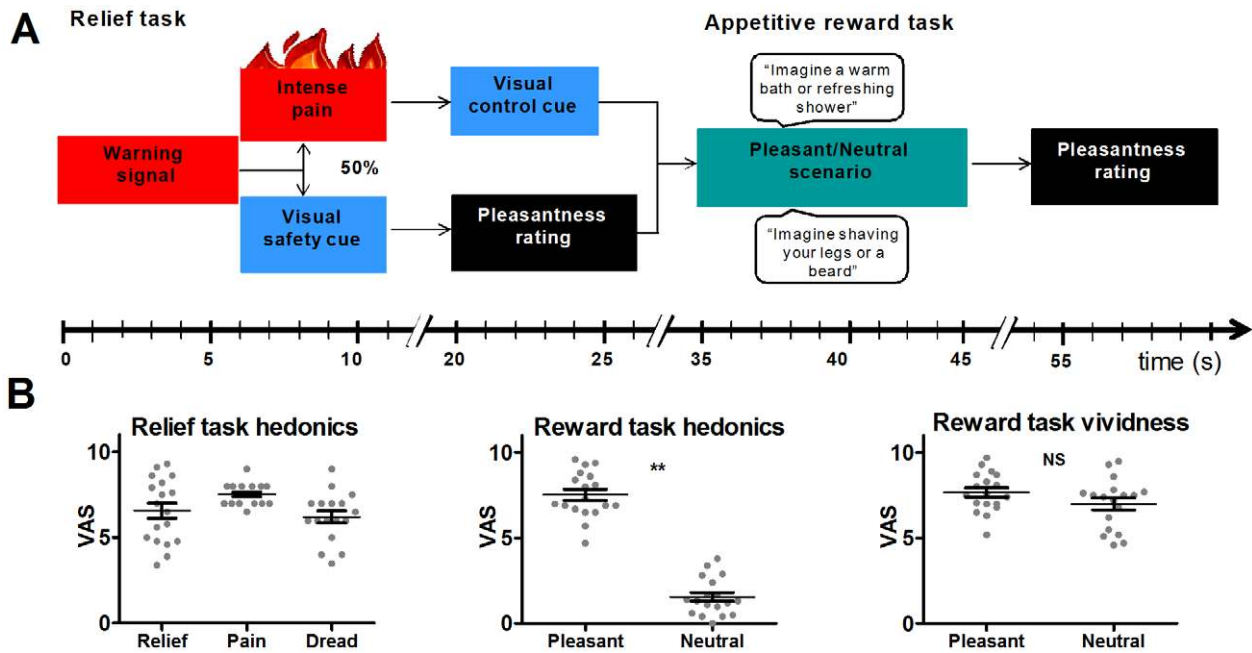 A
Relief task
Appetitive reward task
Intense
pain
Visual
control cue
"Imagine a warm
bath or refreshing
shower"
Warning
signal
50%
Pleasant/Neutral
scenario
Pleasantness
rating
Visual
safety cue
Pleasantness
rating
"Imagine shaving
your legs or a
beard"
0 5 10 20 25 35 40 45 55 time (s)
B
Relief task hedonics
VAS
10
5
0
Relief Pain Dread
Reward task hedonics
**
VAS
10
5
0
Pleasant Neutral
Reward task vividness
NS
VAS
10
5
0
Pleasant Neutral